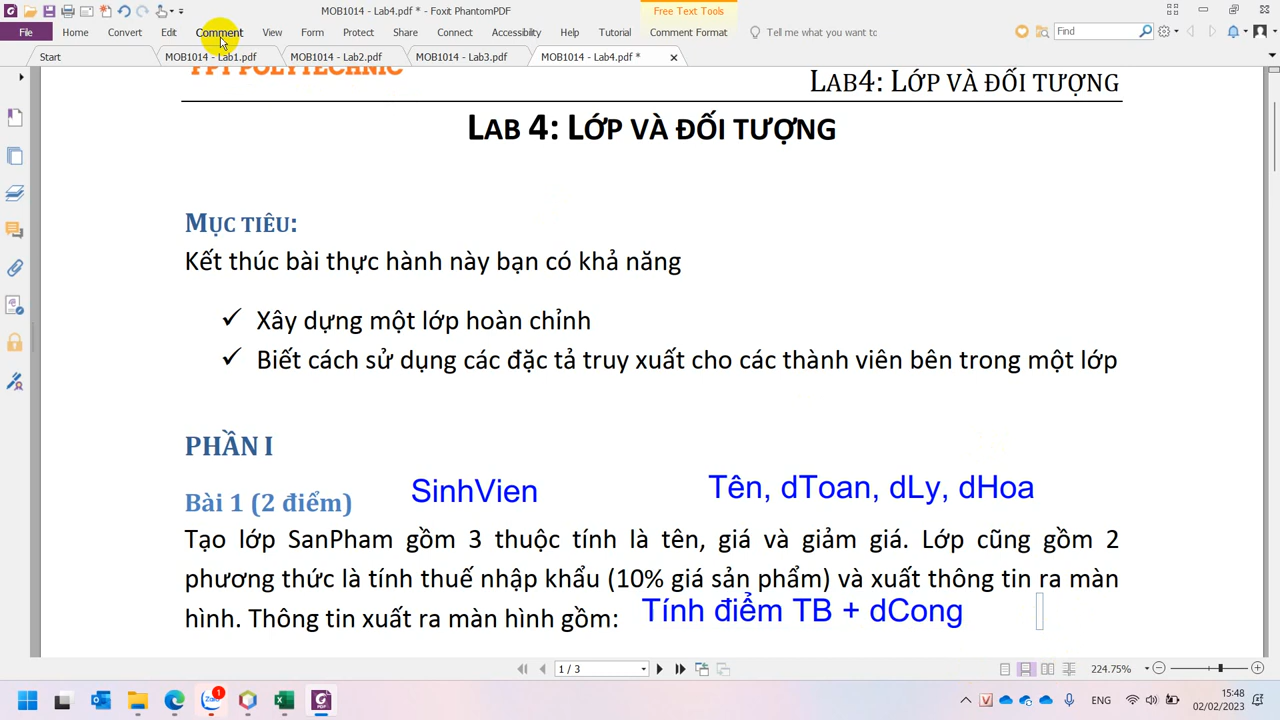 MOB1014 - Lab4.pdf * - Foxit PhantomPDF
Free Text Tools
File Home Convert Edit Comment View Form Protect Share Connect Accessibility Help Tutorial Comment Format Tell me what you want to Find
Start MOB1014 - Lab1.pdf MOB1014 - Lab2.pdf MOB1014 - Lab3.pdf MOB1014 - Lab4.pdf *
FPT POLYTECHNIC
LAB4: LỚP VÀ ĐỐI TƯỢNG
LAB 4: LỚP VÀ ĐỐI TƯỢNG
MỤC TIÊU:
Kết thúc bài thực hành này bạn có khả năng
✓ Xây dựng một lớp hoàn chỉnh
✓ Biết cách sử dụng các đặc tả truy xuất cho các thành viên bên trong một lớp
PHẦN I
SinhVien Tên, dToan, dLy, dHoa
Bài 1 (2 điểm)
Tạo lớp SanPham gồm 3 thuộc tính là tên, giá và giảm giá. Lớp cũng gồm 2
phương thức là tính thuế nhập khẩu (10% giá sản phẩm) và xuất thông tin ra màn
hình. Thông tin xuất ra màn hình gồm: Tính điểm TB + dCong
1 / 3
224.75%
Zalo 1 PDF ENG 15:48
02/02/2023